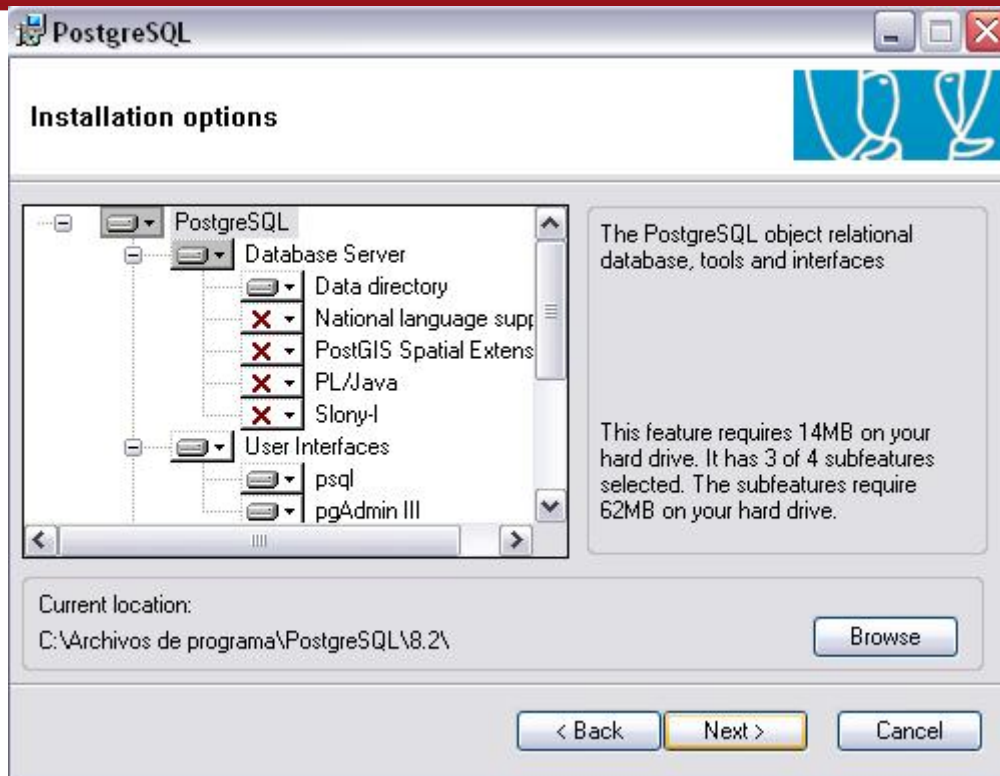 PostgreSQL
Installation options
PostgreSQL
Database Server
Data directory
National language supp
PostGIS Spatial Extens
PL/Java
Slony-I
User Interfaces
psql
pgAdmin III
The PostgreSQL object relational
database, tools and interfaces
This feature requires 14MB on your
hard drive. It has 3 of 4 subfeatures
selected. The subfeatures require
62MB on your hard drive.
Current location:
C:\Archivos de programa\PostgreSQL\8.2\
Browse
< Back
Next >
Cancel